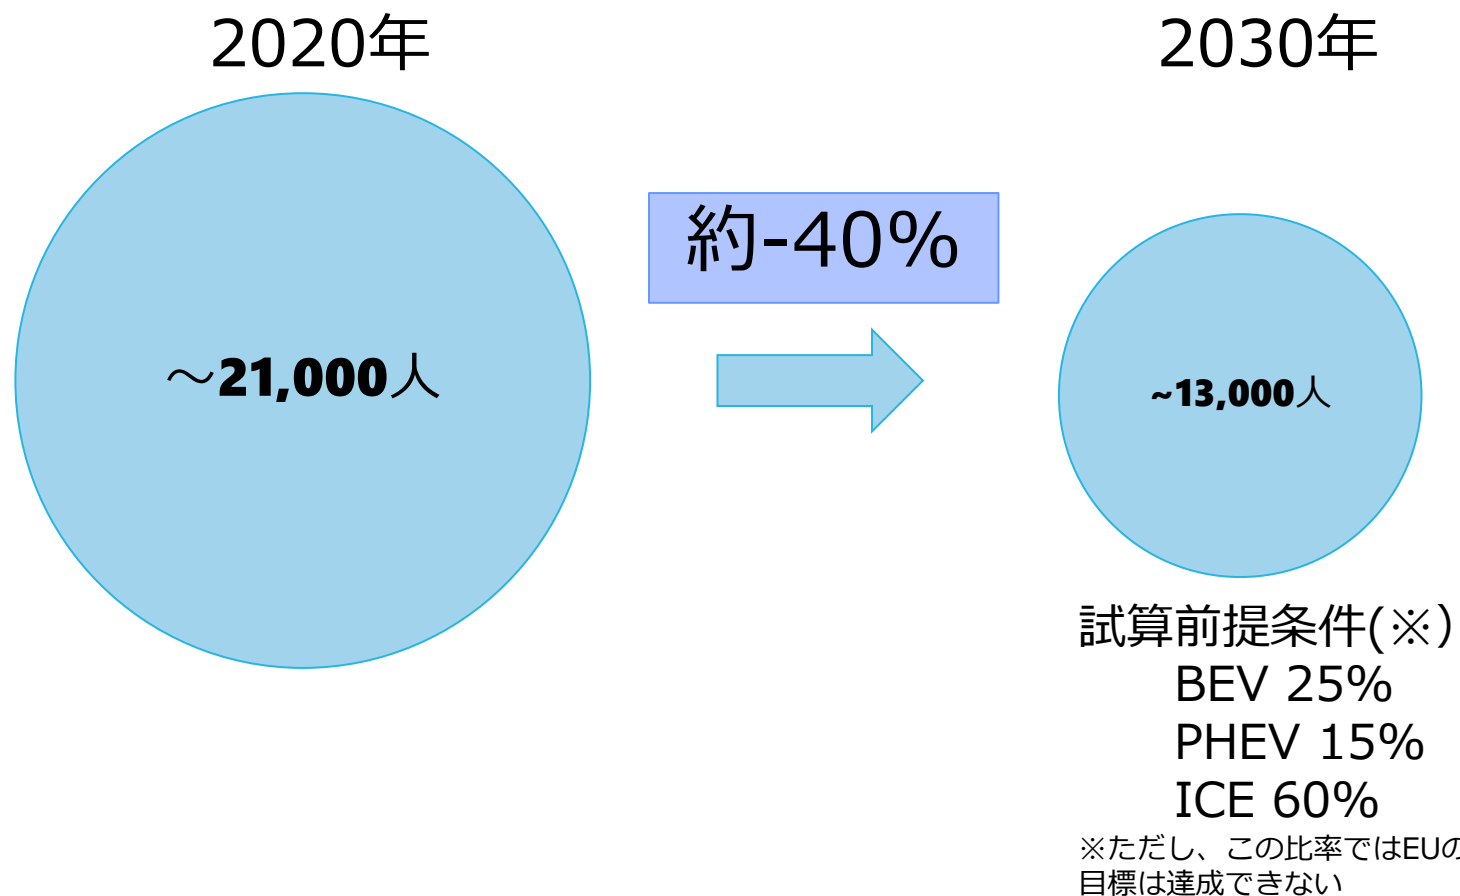 2020年
2030年
約-40%
～21,000人
~13,000人
試算前提条件(※)
BEV 25%
PHEV 15%
ICE 60%
※ただし、この比率ではEUの
目標は達成できない